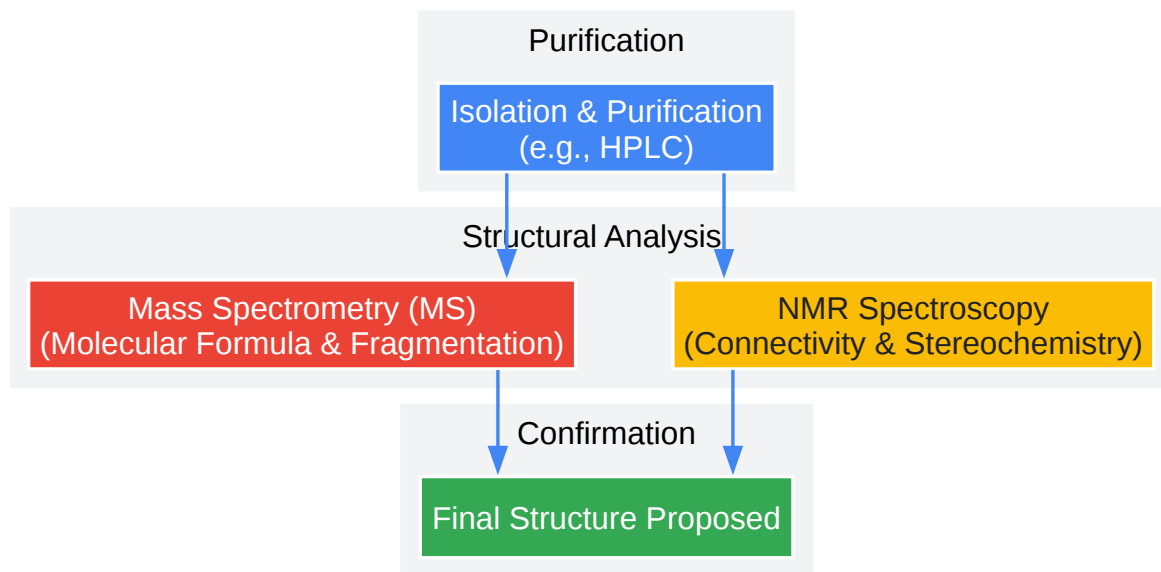 Purification
Isolation & Purification
(e.g., HPLC)
Structural Analysis
Mass Spectrometry (MS)
(Molecular Formula & Fragmentation)
NMR Spectroscopy
(Connectivity & Stereochemistry)
Confirmation
Final Structure Proposed